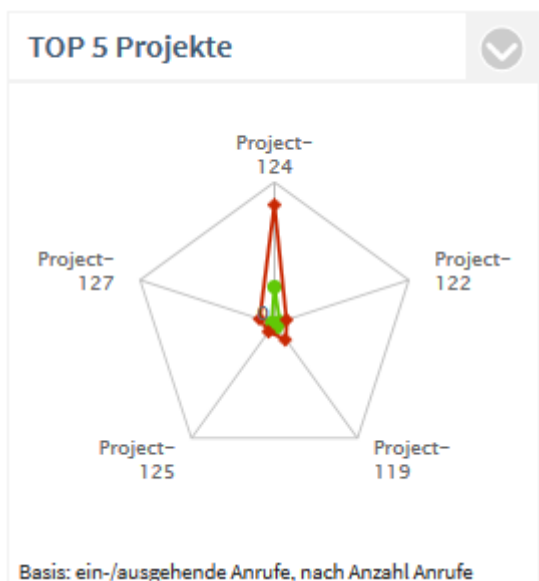 TOP 5 Projekte
Project-
124
Project-
127
Project-
122
0
Project-
125
Project-
119
Basis: ein-/ausgehende Anrufe, nach Anzahl Anrufe